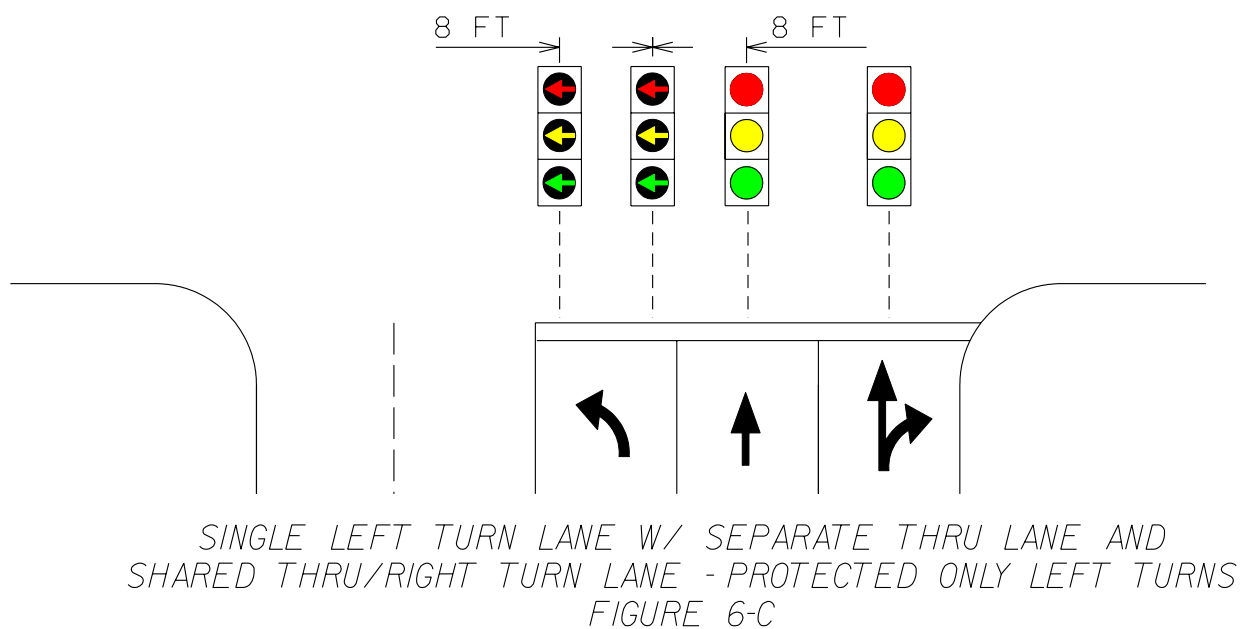 8 FT 8 FT
SINGLE LEFT TURN LANE W/ SEPARATE THRU LANE AND
SHARED THRU/RIGHT TURN LANE - PROTECTED ONLY LEFT TURNS
FIGURE 6-C